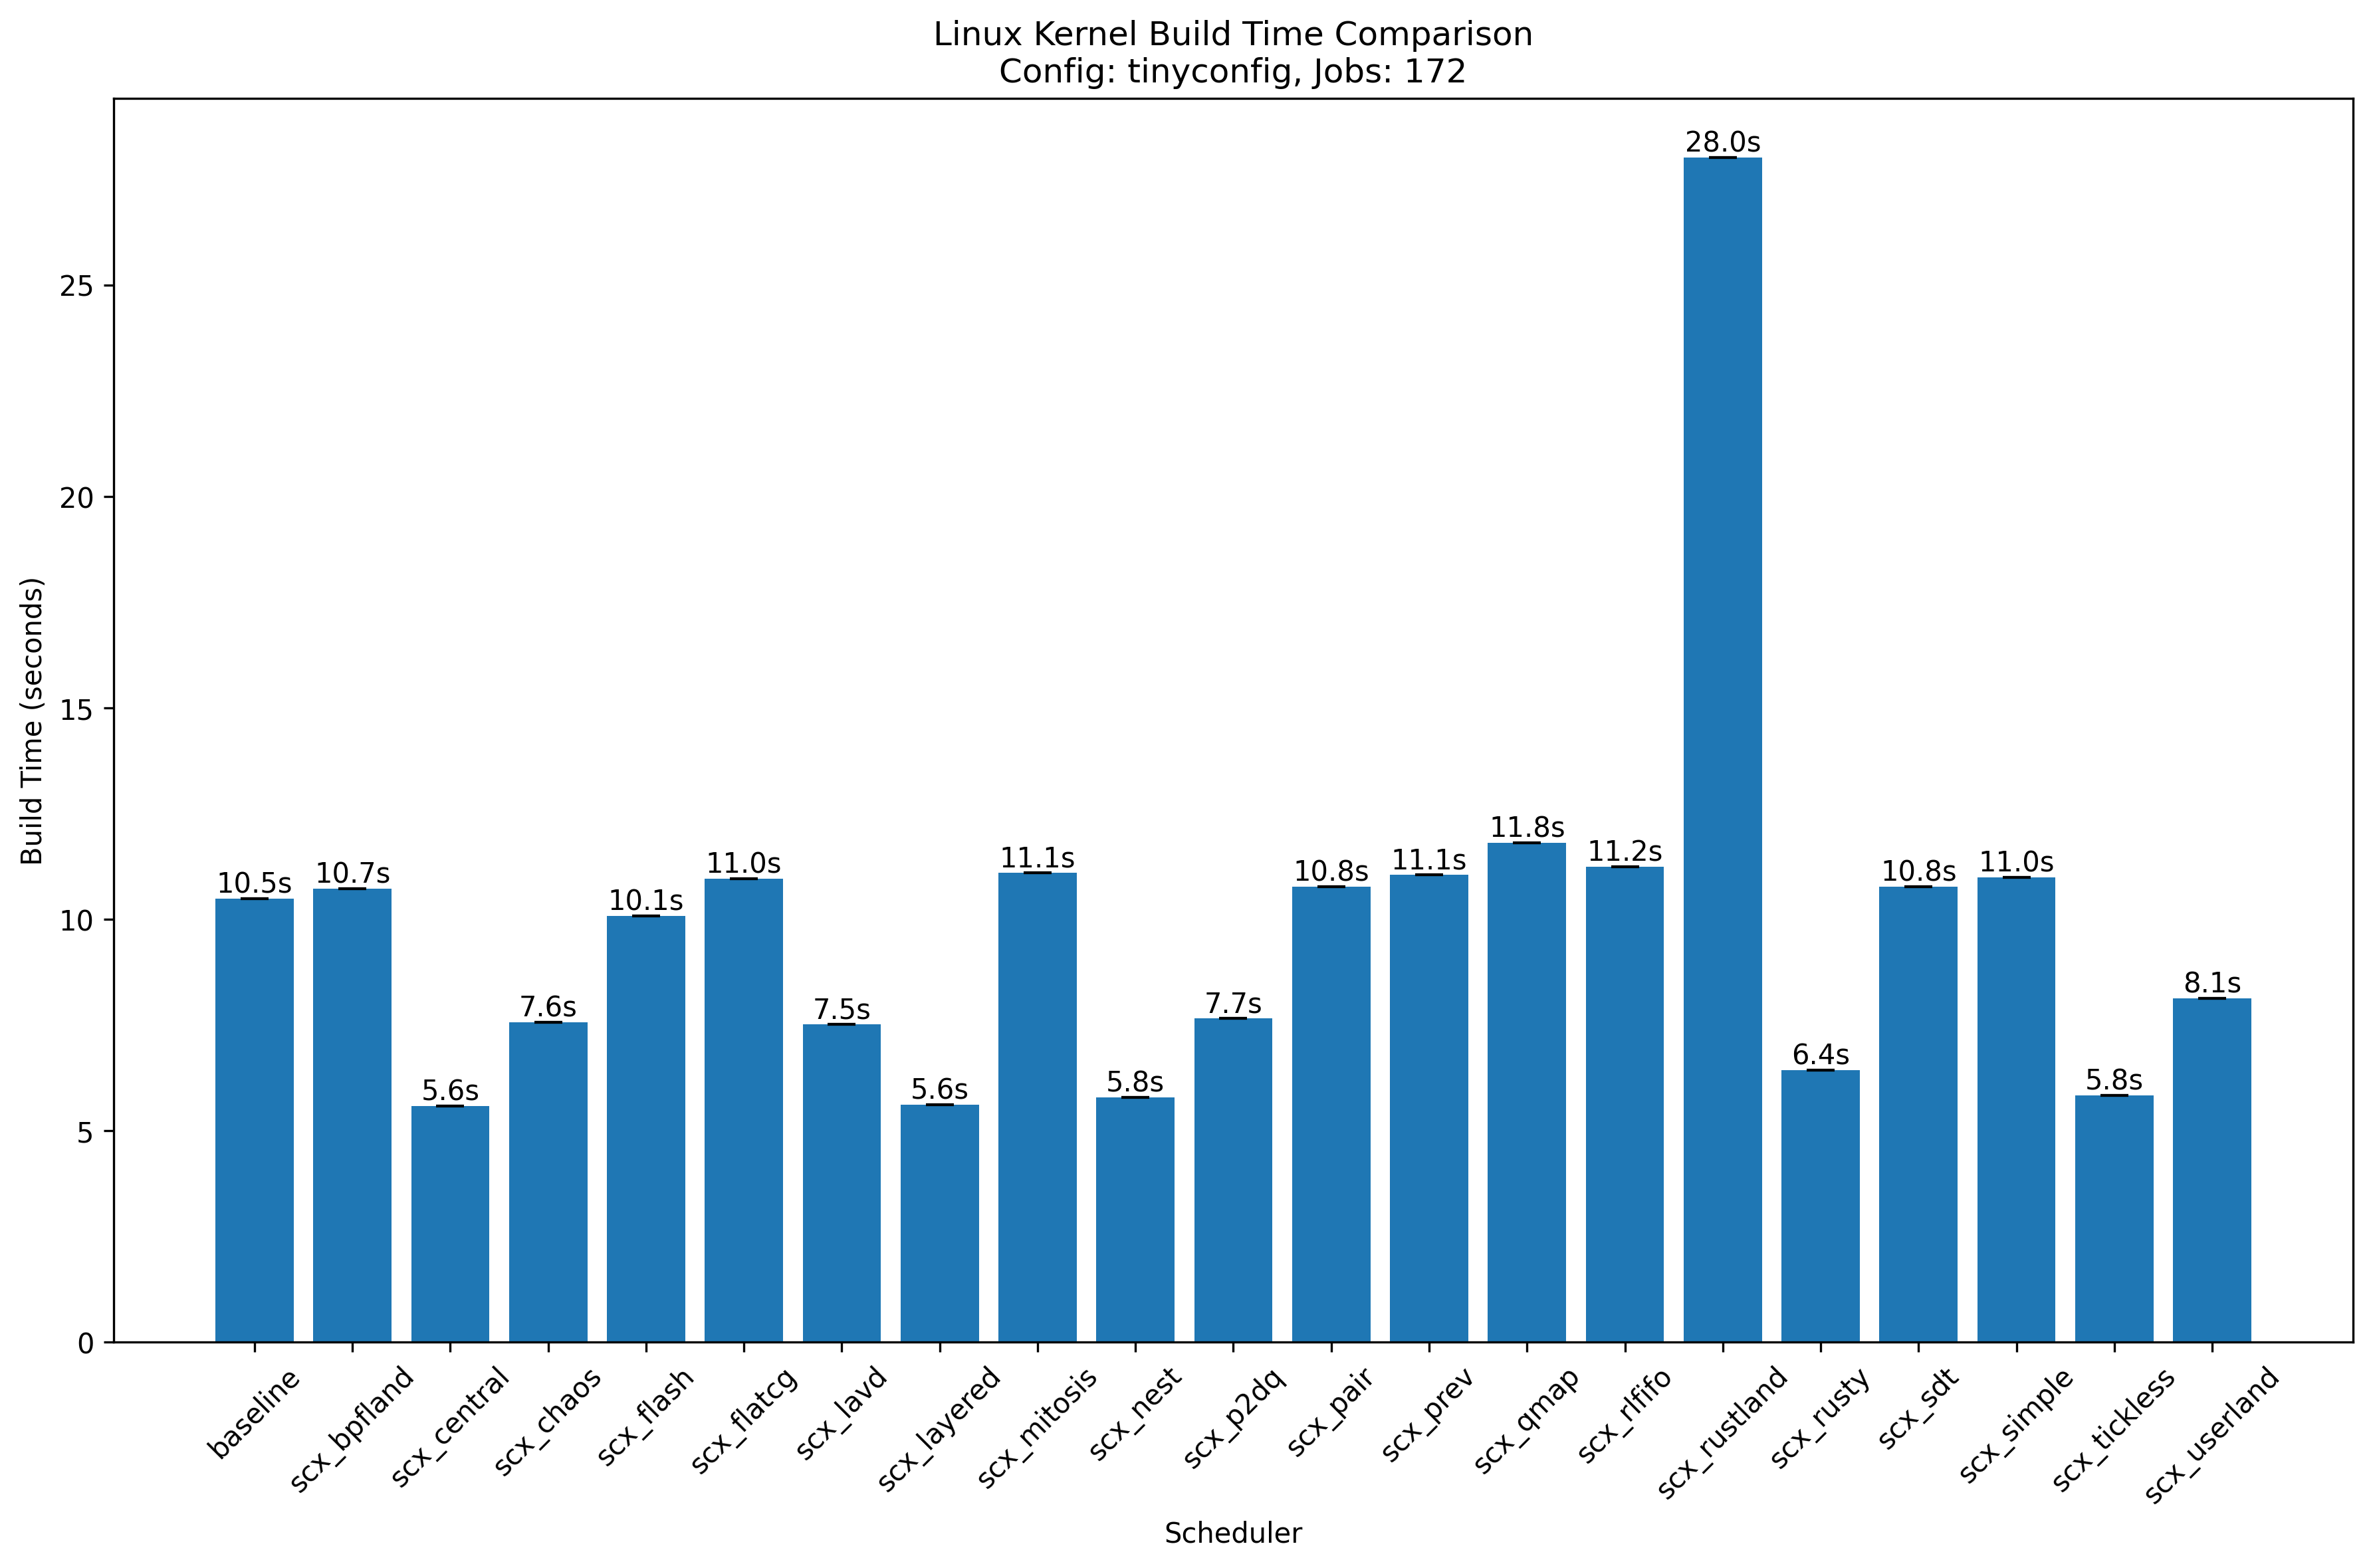 Linux Kernel Build Time Comparison
Config: tinyconfig, Jobs: 172
Build Time (seconds)
25
20
15
10
5
0
10.5s
10.7s
5.6s
7.6s
10.1s
11.0s
7.5s
5.6s
11.1s
5.8s
7.7s
10.8s
11.1s
11.8s
11.2s
28.0s
6.4s
10.8s
11.0s
5.8s
8.1s
baseline
scx_bpfland
scx_central
scx_chaos
scx_flash
scx_flatcg
scx_lavd
scx_layered
scx_mitosis
scx_nest
scx_p2dq
scx_pair
scx_prev
scx_qmap
scx_rlfifo
scx_rustland
scx_rusty
scx_sdt
scx_simple
scx_tickless
scx_userland
Scheduler